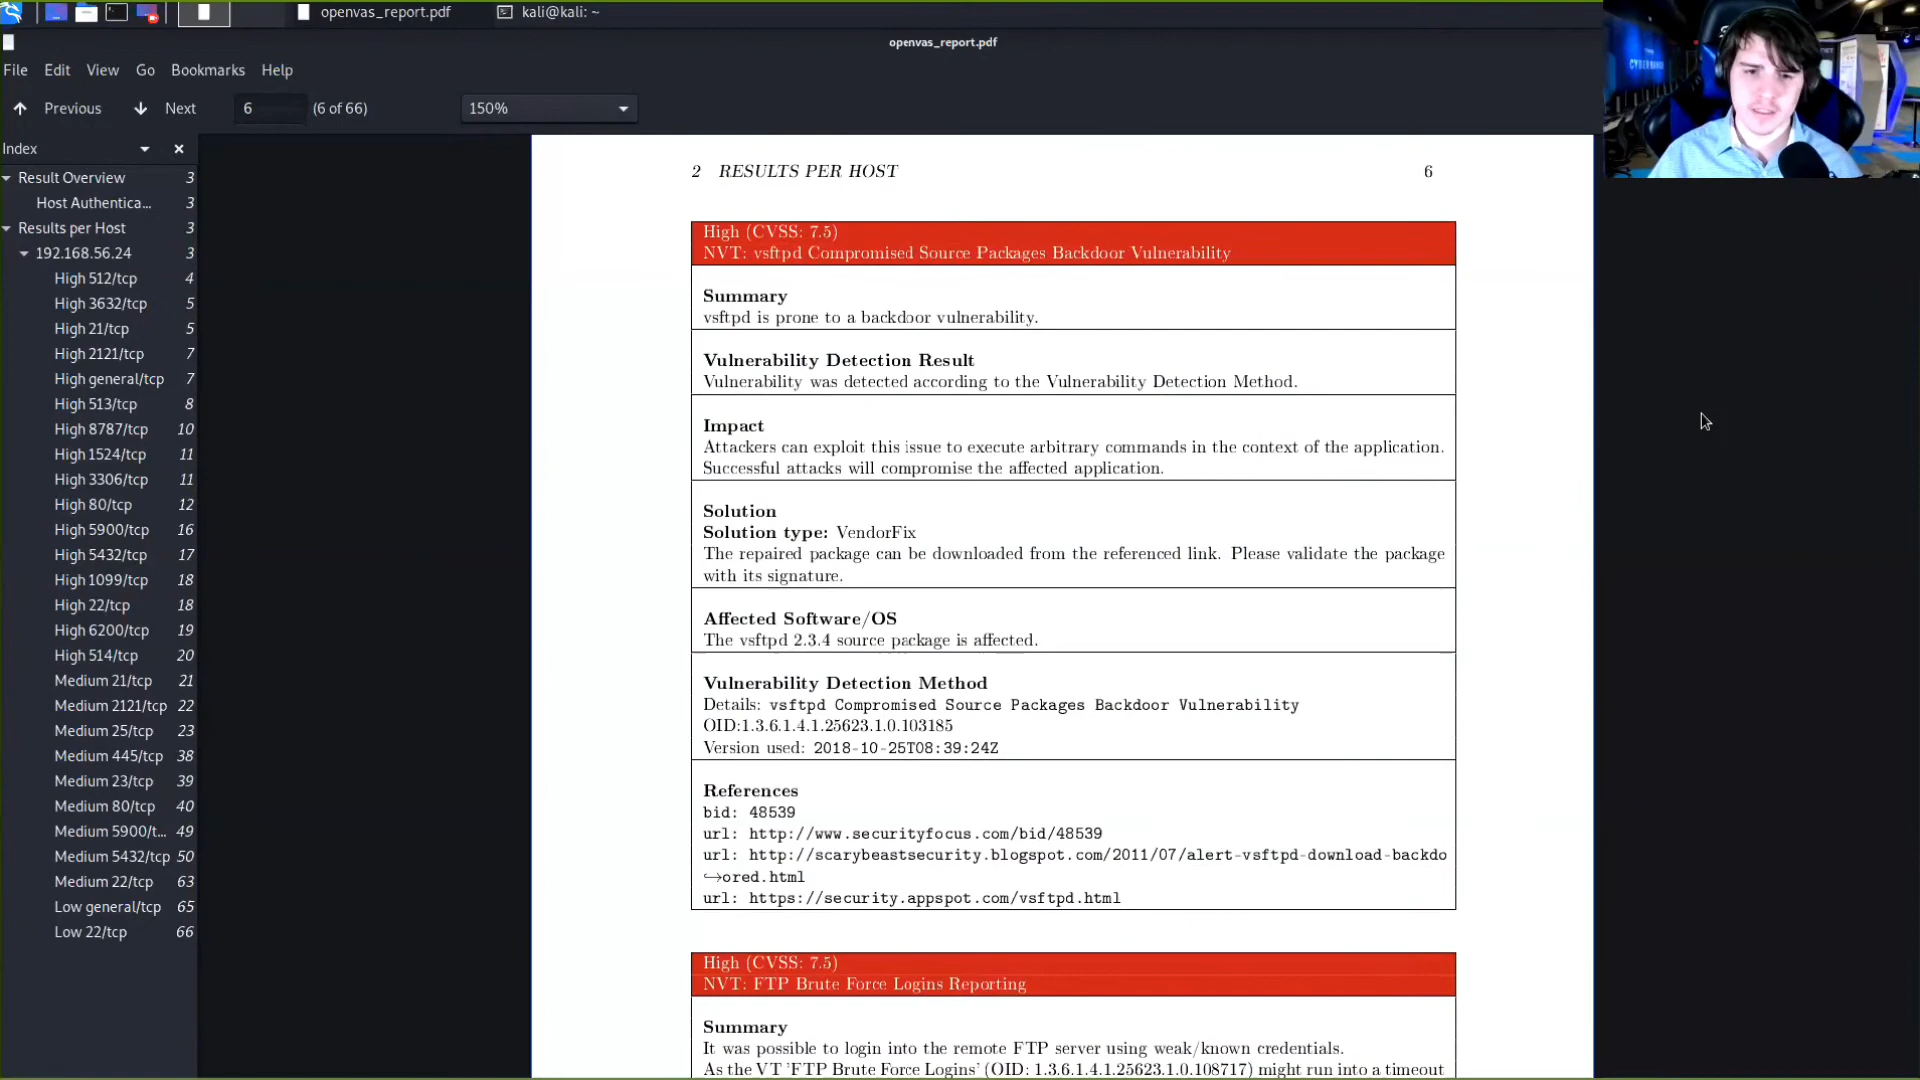 openvas_report.pdf
kali@kali: ~
openvas_report.pdf
File Edit View Go Bookmarks Help
Previous Next 6 (6 of 66) 150%
Index
Result Overview 3
Host Authentica... 3
Results per Host 3
192.168.56.24 3
High 512/tcp 4
High 3632/tcp 5
High 21/tcp 5
High 2121/tcp 7
High general/tcp 7
High 513/tcp 8
High 8787/tcp 10
High 1524/tcp 11
High 3306/tcp 11
High 80/tcp 12
High 5900/tcp 16
High 5432/tcp 17
High 1099/tcp 18
High 22/tcp 18
High 6200/tcp 19
High 514/tcp 20
Medium 21/tcp 21
Medium 2121/tcp 22
Medium 25/tcp 23
Medium 445/tcp 38
Medium 23/tcp 39
Medium 80/tcp 40
Medium 5900/t... 49
Medium 5432/tcp 50
Medium 22/tcp 63
Low general/tcp 65
Low 22/tcp 66
2 RESULTS PER HOST 6
High (CVSS: 7.5)
NVT: vsftpd Compromised Source Packages Backdoor Vulnerability
Summary
vsftpd is prone to a backdoor vulnerability.
Vulnerability Detection Result
Vulnerability was detected according to the Vulnerability Detection Method.
Impact
Attackers can exploit this issue to execute arbitrary commands in the context of the application.
Successful attacks will compromise the affected application.
Solution
Solution type: VendorFix
The repaired package can be downloaded from the referenced link. Please validate the package
with its signature.
Affected Software/OS
The vsftpd 2.3.4 source package is affected.
Vulnerability Detection Method
Details: vsftpd Compromised Source Packages Backdoor Vulnerability
OID:1.3.6.1.4.1.25623.1.0.103185
Version used: 2018-10-25T08:39:24Z
References
bid: 48539
url: http://www.securityfocus.com/bid/48539
url: http://scarybeastsecurity.blogspot.com/2011/07/alert-vsftpd-download-backdo
↪ored.html
url: https://security.appspot.com/vsftpd.html
High (CVSS: 7.5)
NVT: FTP Brute Force Logins Reporting
Summary
It was possible to login into the remote FTP server using weak/known credentials.
As the VT 'FTP Brute Force Logins' (OID: 1.3.6.1.4.1.25623.1.0.108717) might run into a timeout